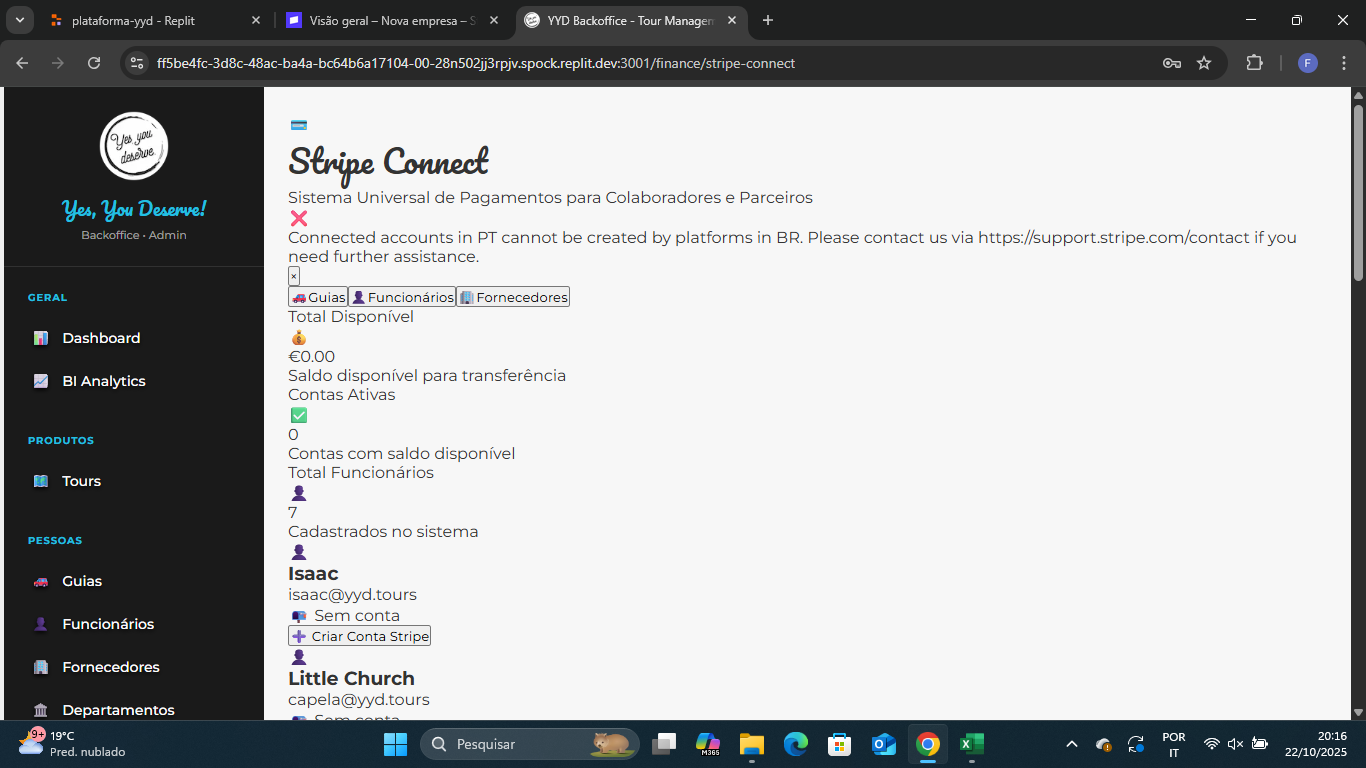 plataforma-yyd - Replit
Visão geral – Nova empresa – S
YYD Backoffice - Tour Managem
ff5be4fc-3d8c-48ac-ba4a-bc64b6a17104-00-28n502jj3rpjv.spock.replit.dev:3001/finance/stripe-connect
F
Yes, you
deserve.
Yes, You Deserve!
Backoffice • Admin
GERAL
Dashboard
BI Analytics
PRODUTOS
Tours
PESSOAS
Guias
Funcionários
Fornecedores
Departamentos
Stripe Connect
Sistema Universal de Pagamentos para Colaboradores e Parceiros
Connected accounts in PT cannot be created by platforms in BR. Please contact us via https://support.stripe.com/contact if you
need further assistance.
×
Guias Funcionários Fornecedores
Total Disponível
€0.00
Saldo disponível para transferência
Contas Ativas
0
Contas com saldo disponível
Total Funcionários
7
Cadastrados no sistema
Isaac
isaac@yyd.tours
Sem conta
Criar Conta Stripe
Little Church
capela@yyd.tours
Sem conta
9+
19°C
Pred. nublado
Pesquisar
M365
POR
IT
20:16
22/10/2025